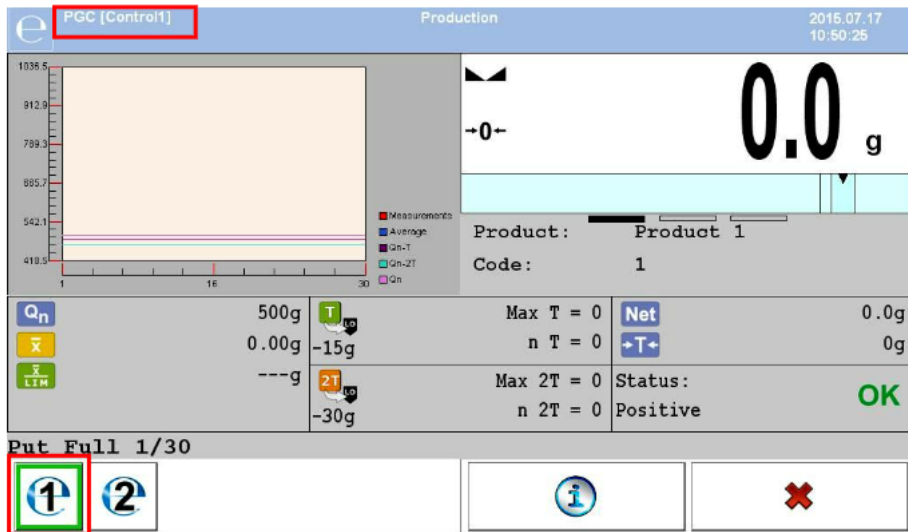 PGC [Control1]
Production
2015.07.17
10:50:25
1036.5
912.9
789.3
665.7
542.1
418.5
1
16
30
Measurements
Average
Qn-T
Qn-2T
Qn
→0←
0.0 g
Product: Product 1
Code: 1
Qn 500g
x 0.00g
x LIM ---g
T LO
-15g
Max T = 0
n T = 0
2T LO
-30g
Max 2T = 0
n 2T = 0
Net 0.0g
→T← 0g
Status:
Positive
OK
Put Full 1/30
1
2
i